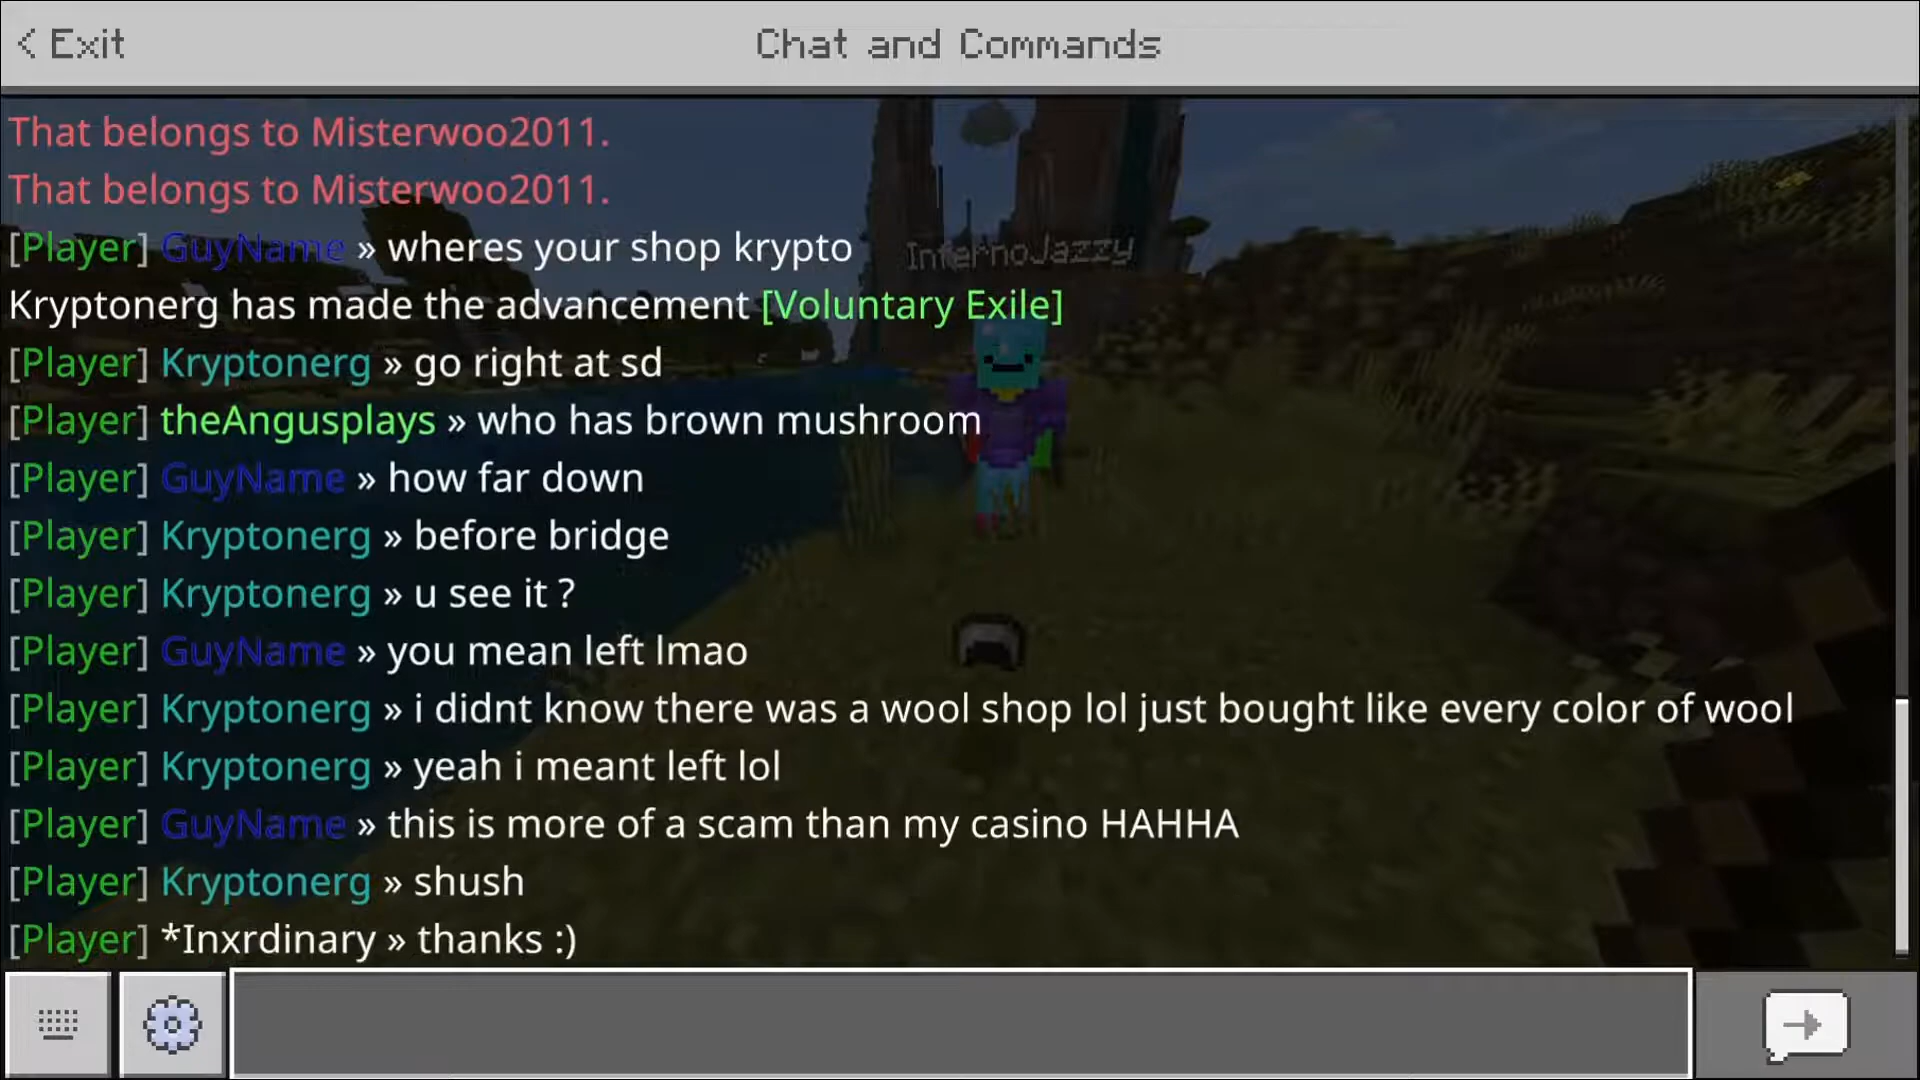 < Exit
Chat and Commands
That belongs to Misterwoo2011.
That belongs to Misterwoo2011.
[Player] GuyName » wheres your shop krypto
InfernoJazzy
Kryptonerg has made the advancement [Voluntary Exile]
[Player] Kryptonerg » go right at sd
[Player] theAngusplays » who has brown mushroom
[Player] GuyName » how far down
[Player] Kryptonerg » before bridge
[Player] Kryptonerg » u see it ?
[Player] GuyName » you mean left lmao
[Player] Kryptonerg » i didnt know there was a wool shop lol just bought like every color of wool
[Player] Kryptonerg » yeah i meant left lol
[Player] GuyName » this is more of a scam than my casino HAHHA
[Player] Kryptonerg » shush
[Player] *Inxrdinary » thanks :)